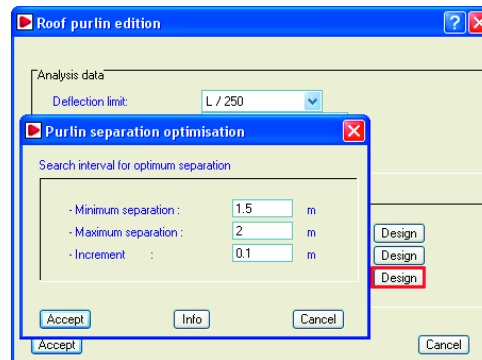 Roof purlin edition
Analysis data
Deflection limit: L / 250
Purlin separation optimisation
Search interval for optimum separation
- Minimum separation : 1.5 m
- Maximum separation : 2 m
- Increment : 0.1 m
Design
Design
Design
Accept Info Cancel
Accept Cancel